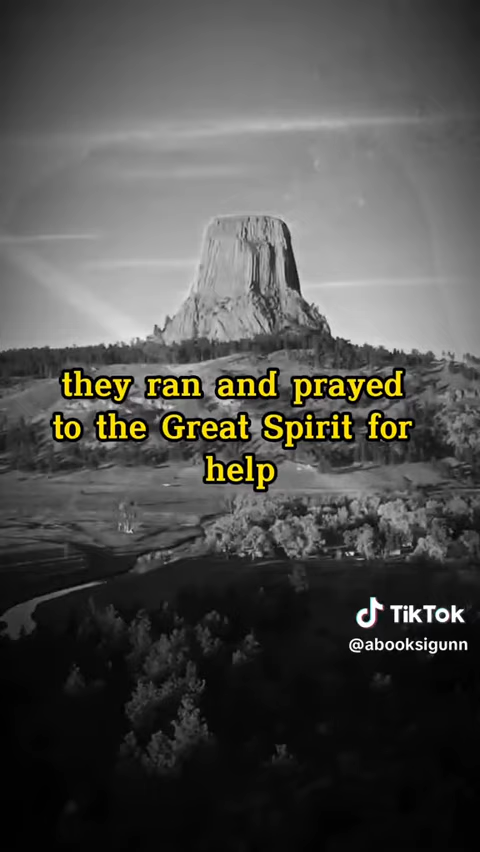 they ran and prayed
to the Great Spirit for
help
TikTok
@abooksigunn